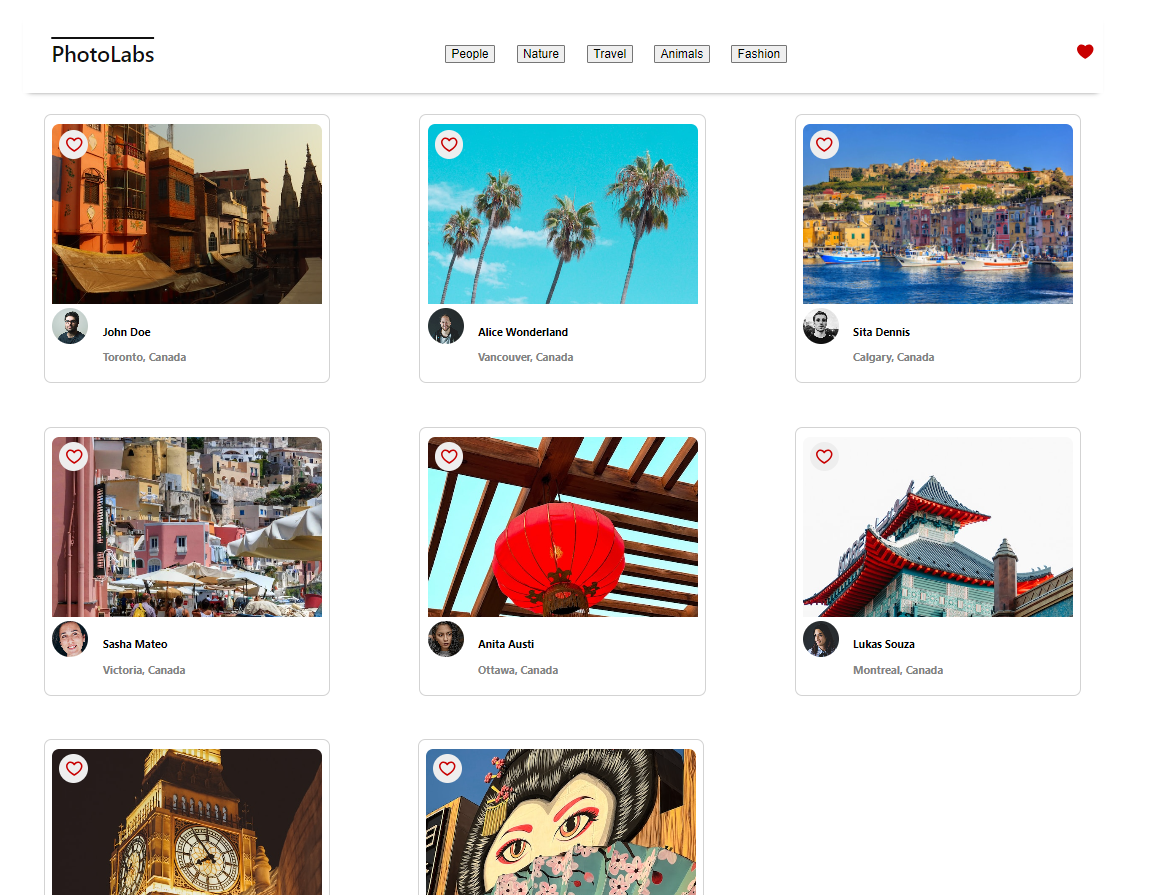 PhotoLabs
People Nature Travel Animals Fashion
John Doe
Toronto, Canada
Alice Wonderland
Vancouver, Canada
Sita Dennis
Calgary, Canada
Sasha Mateo
Victoria, Canada
Anita Austi
Ottawa, Canada
Lukas Souza
Montreal, Canada